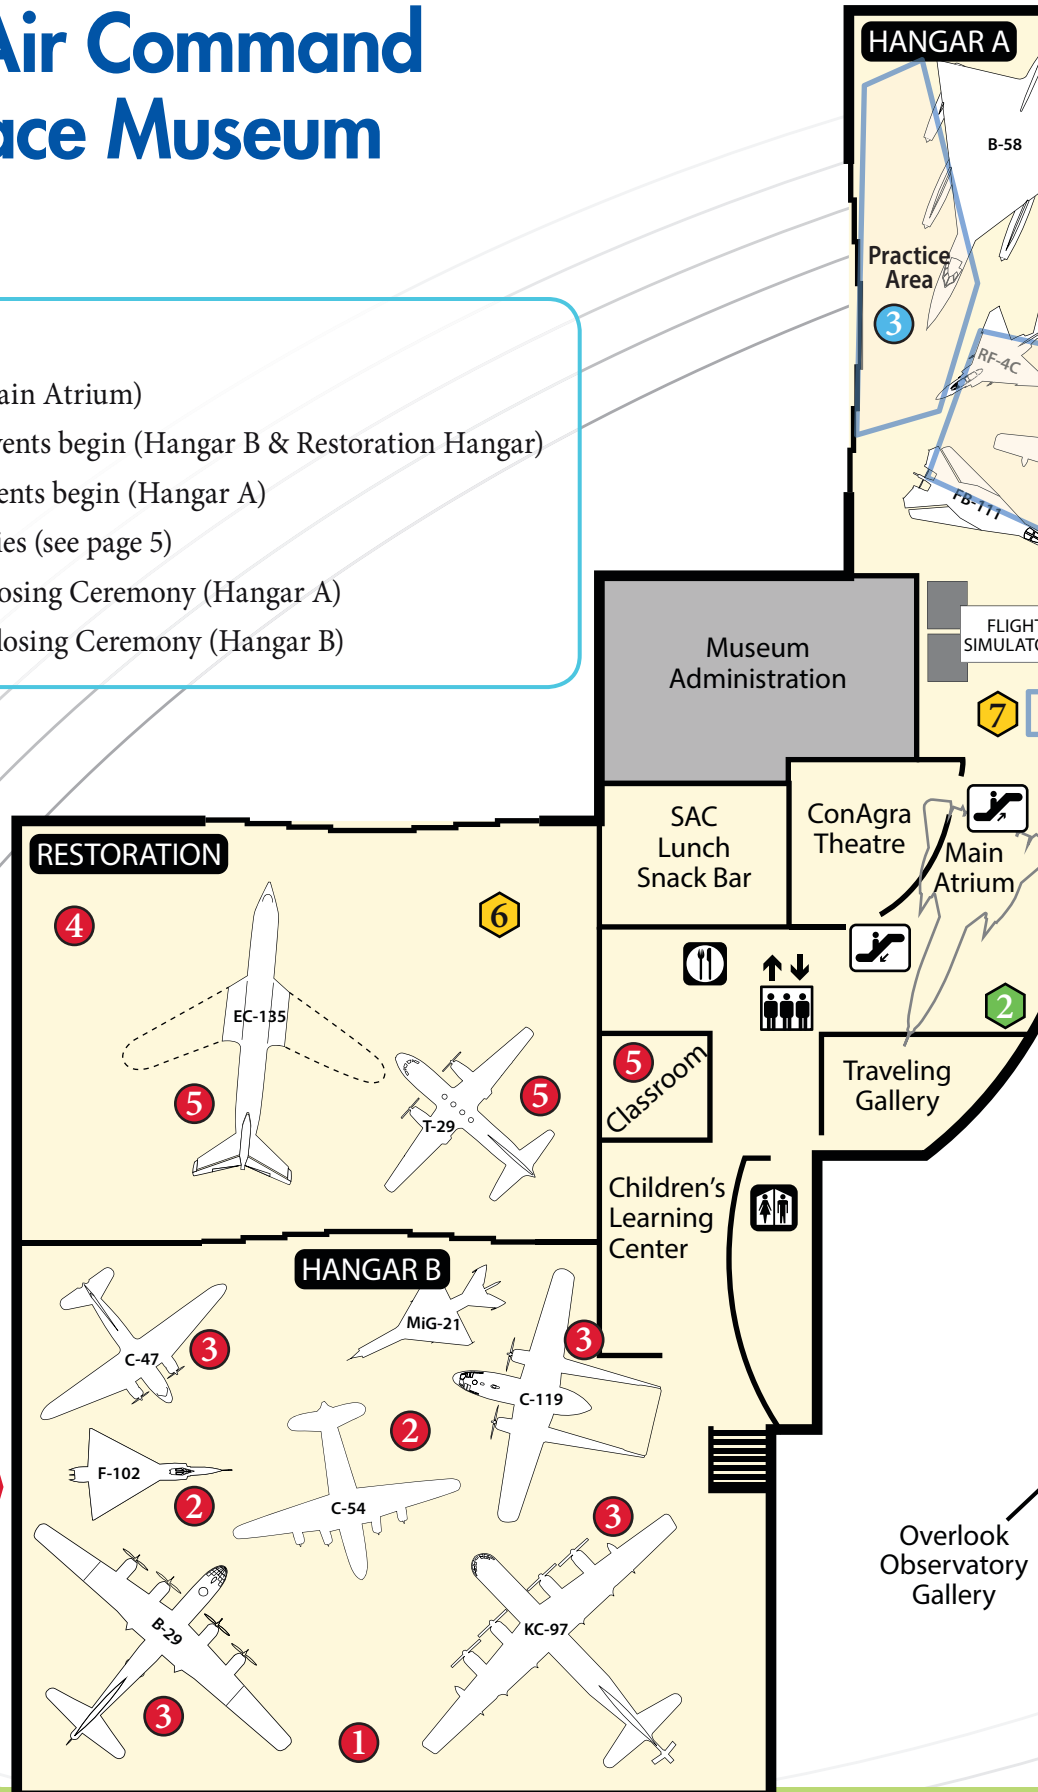 Air Command
ace Museum
ain Atrium)
vents begin (Hangar B & Restoration Hangar)
ents begin (Hangar A)
ies (see page 5)
losing Ceremony (Hangar A)
losing Ceremony (Hangar B)
HANGAR A
B-58
Practice
Area
3
RF-4C
FB-111
FLIGHT
SIMULATO
7
Museum
Administration
SAC
Lunch
Snack Bar
ConAgra
Theatre
Main
Atrium
2
RESTORATION
4
6
EC-135
5
T-29
5
5
Classroom
Traveling
Gallery
Children's
Learning
Center
HANGAR B
MiG-21
C-47
3
3
C-119
2
F-102
2
C-54
3
B-29
KC-97
3
1
Overlook
Observatory
Gallery